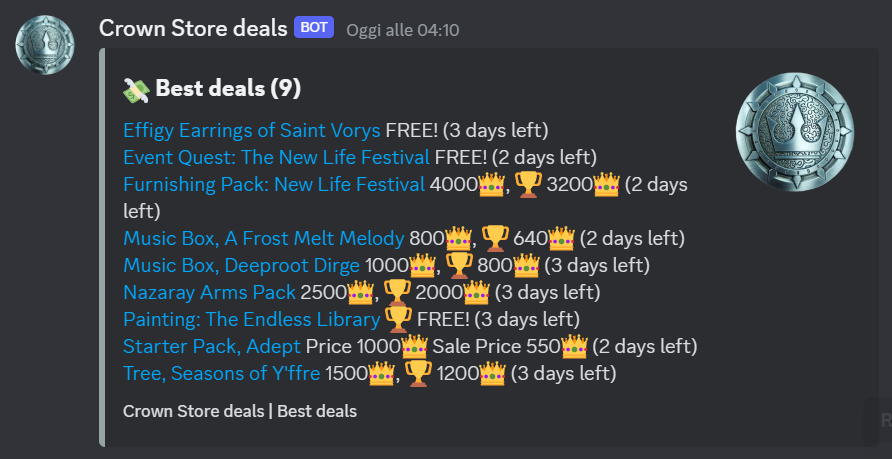 Crown Store deals BOT Oggi alle 04:10
💸 Best deals (9)
Effigy Earrings of Saint Vorys FREE! (3 days left)
Event Quest: The New Life Festival FREE! (2 days left)
Furnishing Pack: New Life Festival 4000👑, 🏆 3200👑 (2 days
left)
Music Box, A Frost Melt Melody 800👑, 🏆 640👑 (2 days left)
Music Box, Deeproot Dirge 1000👑, 🏆 800👑 (3 days left)
Nazaray Arms Pack 2500👑, 🏆 2000👑 (3 days left)
Painting: The Endless Library 🏆 FREE! (3 days left)
Starter Pack, Adept Price 1000👑 Sale Price 550👑 (2 days left)
Tree, Seasons of Y'ffre 1500👑, 🏆 1200👑 (3 days left)
Crown Store deals | Best deals